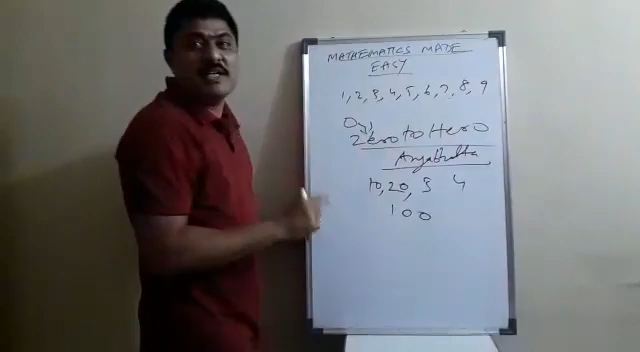 MATHEMATICS MADE
EASY
1, 2, 3, 4, 5, 6, 7, 8, 9
Zero to Hero
Aryabhatta
10, 20, 3 4
100